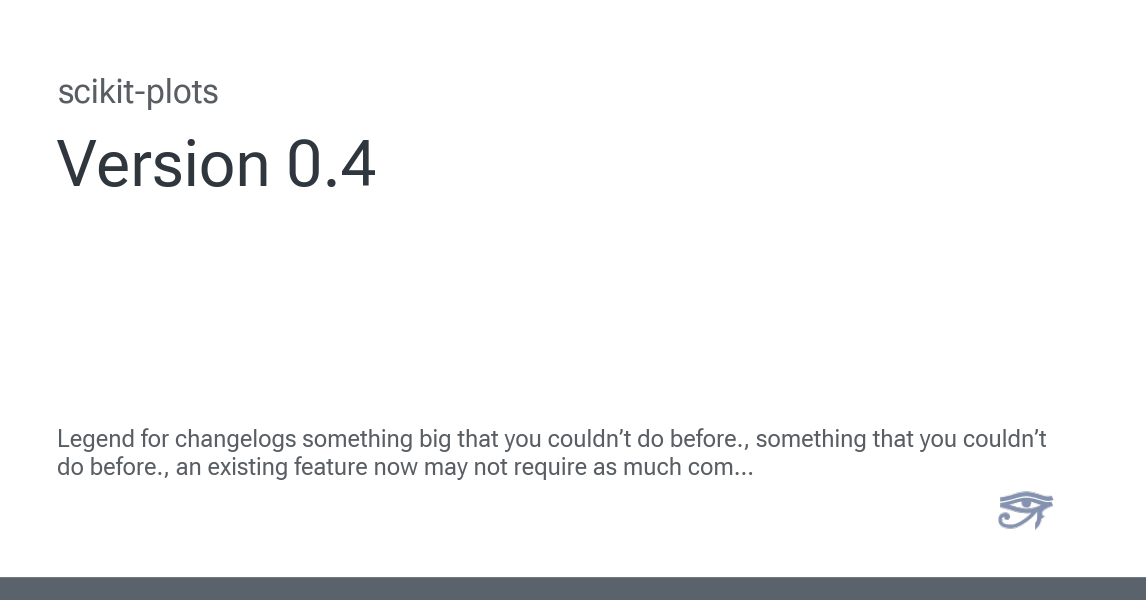 scikit-plots
Version 0.4
Legend for changelogs something big that you couldn’t do before., something that you couldn’t
do before., an existing feature now may not require as much com...